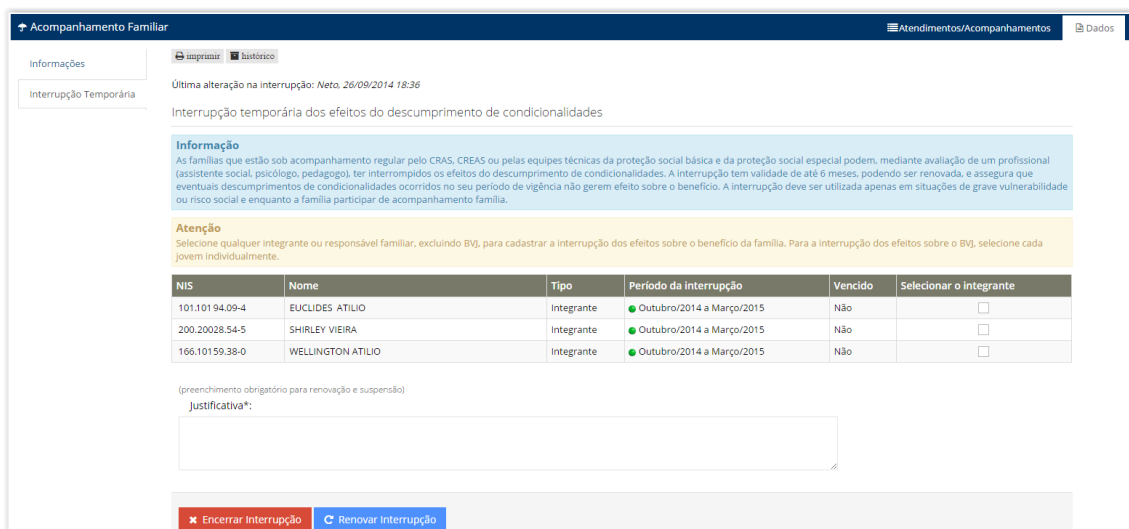 Acompanhamento Familiar
Atendimentos/Acompanhamentos
Dados
Informações
Interrupção Temporária
imprimir histórico
Última alteração na interrupção: Neto, 26/09/2014 18:36
Interrupção temporária dos efeitos do descumprimento de condicionalidades
Informação
As famílias que estão sob acompanhamento regular pelo CRAS, CREAS ou pelas equipes técnicas da proteção social básica e da proteção social especial podem, mediante avaliação de um profissional
(assistente social, psicólogo, pedagogo), ter interrompidos os efeitos do descumprimento de condicionalidades. A interrupção tem validade de até 6 meses, podendo ser renovada, e assegura que
eventuais descumprimentos de condicionalidades ocorridos no seu período de vigência não gerem efeito sobre o benefício. A interrupção deve ser utilizada apenas em situações de grave vulnerabilidade
ou risco social e enquanto a família participar de acompanhamento família.
Atenção
Selecione qualquer integrante ou responsável familiar, excluindo BVJ, para cadastrar a interrupção dos efeitos sobre o benefício da família. Para a interrupção dos efeitos sobre o BVJ, selecione cada
jovem individualmente.
NIS Nome Tipo Período da interrupção Vencido Selecionar o integrante
101.10194.09-4 EUCLIDES ATILIO Integrante Outubro/2014 a Março/2015 Não
200.20028.54-5 SHIRLEY VIEIRA Integrante Outubro/2014 a Março/2015 Não
166.10159.38-0 WELLINGTON ATILIO Integrante Outubro/2014 a Março/2015 Não
(preenchimento obrigatório para renovação e suspensão)
Justificativa*:
Encerrar Interrupção
Renovar Interrupção